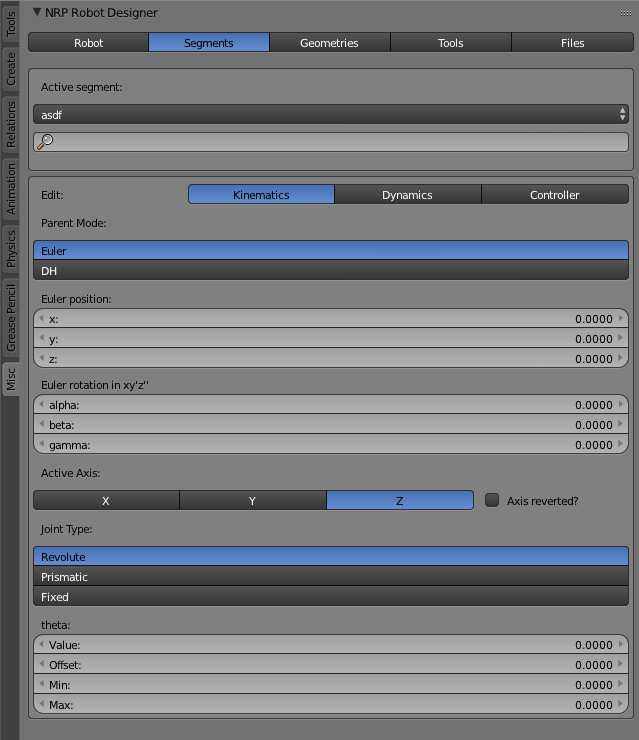 NRP Robot Designer
Robot Segments Geometries Tools Files
Active segment:
asdf
Edit: Kinematics Dynamics Controller
Parent Mode:
Euler
DH
Euler position:
x: 0.0000
y: 0.0000
z: 0.0000
Euler rotation in xy'z''
alpha: 0.0000
beta: 0.0000
gamma: 0.0000
Active Axis:
X Y Z Axis reverted?
Joint Type:
Revolute
Prismatic
Fixed
theta:
Value: 0.0000
Offset: 0.0000
Min: 0.0000
Max: 0.0000
Tools
Create
Relations
Animation
Physics
Grease Pencil
Misc